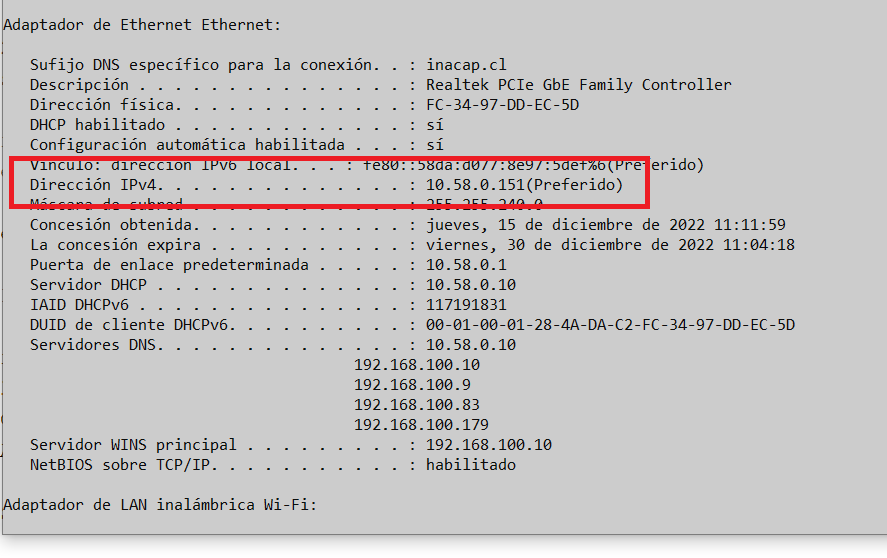 Adaptador de Ethernet Ethernet:
Sufijo DNS específico para la conexión. . : inacap.cl
Descripción . . . . . . . . . . . . . . . : Realtek PCIe GbE Family Controller
Dirección física. . . . . . . . . . . . . : FC-34-97-DD-EC-5D
DHCP habilitado . . . . . . . . . . . . . : sí
Configuración automática habilitada . . . : sí
Vínculo: dirección IPv6 local. . . : fe80::58da:d077:8e97:5def%6(Preferido)
Dirección IPv4. . . . . . . . . . . . . . : 10.58.0.151(Preferido)
Máscara de subred . . . . . . . . . . . . : 255.255.240.0
Concesión obtenida. . . . . . . . . . . . : jueves, 15 de diciembre de 2022 11:11:59
La concesión expira . . . . . . . . . . . : viernes, 30 de diciembre de 2022 11:04:18
Puerta de enlace predeterminada . . . . . : 10.58.0.1
Servidor DHCP . . . . . . . . . . . . . . : 10.58.0.10
IAID DHCPv6 . . . . . . . . . . . . . . . : 117191831
DUID de cliente DHCPv6. . . . . . . . . . : 00-01-00-01-28-4A-DA-C2-FC-34-97-DD-EC-5D
Servidores DNS. . . . . . . . . . . . . . : 10.58.0.10
192.168.100.10
192.168.100.9
192.168.100.83
192.168.100.179
Servidor WINS principal . . . . . . . . . : 192.168.100.10
NetBIOS sobre TCP/IP. . . . . . . . . . . : habilitado
Adaptador de LAN inalámbrica Wi-Fi: